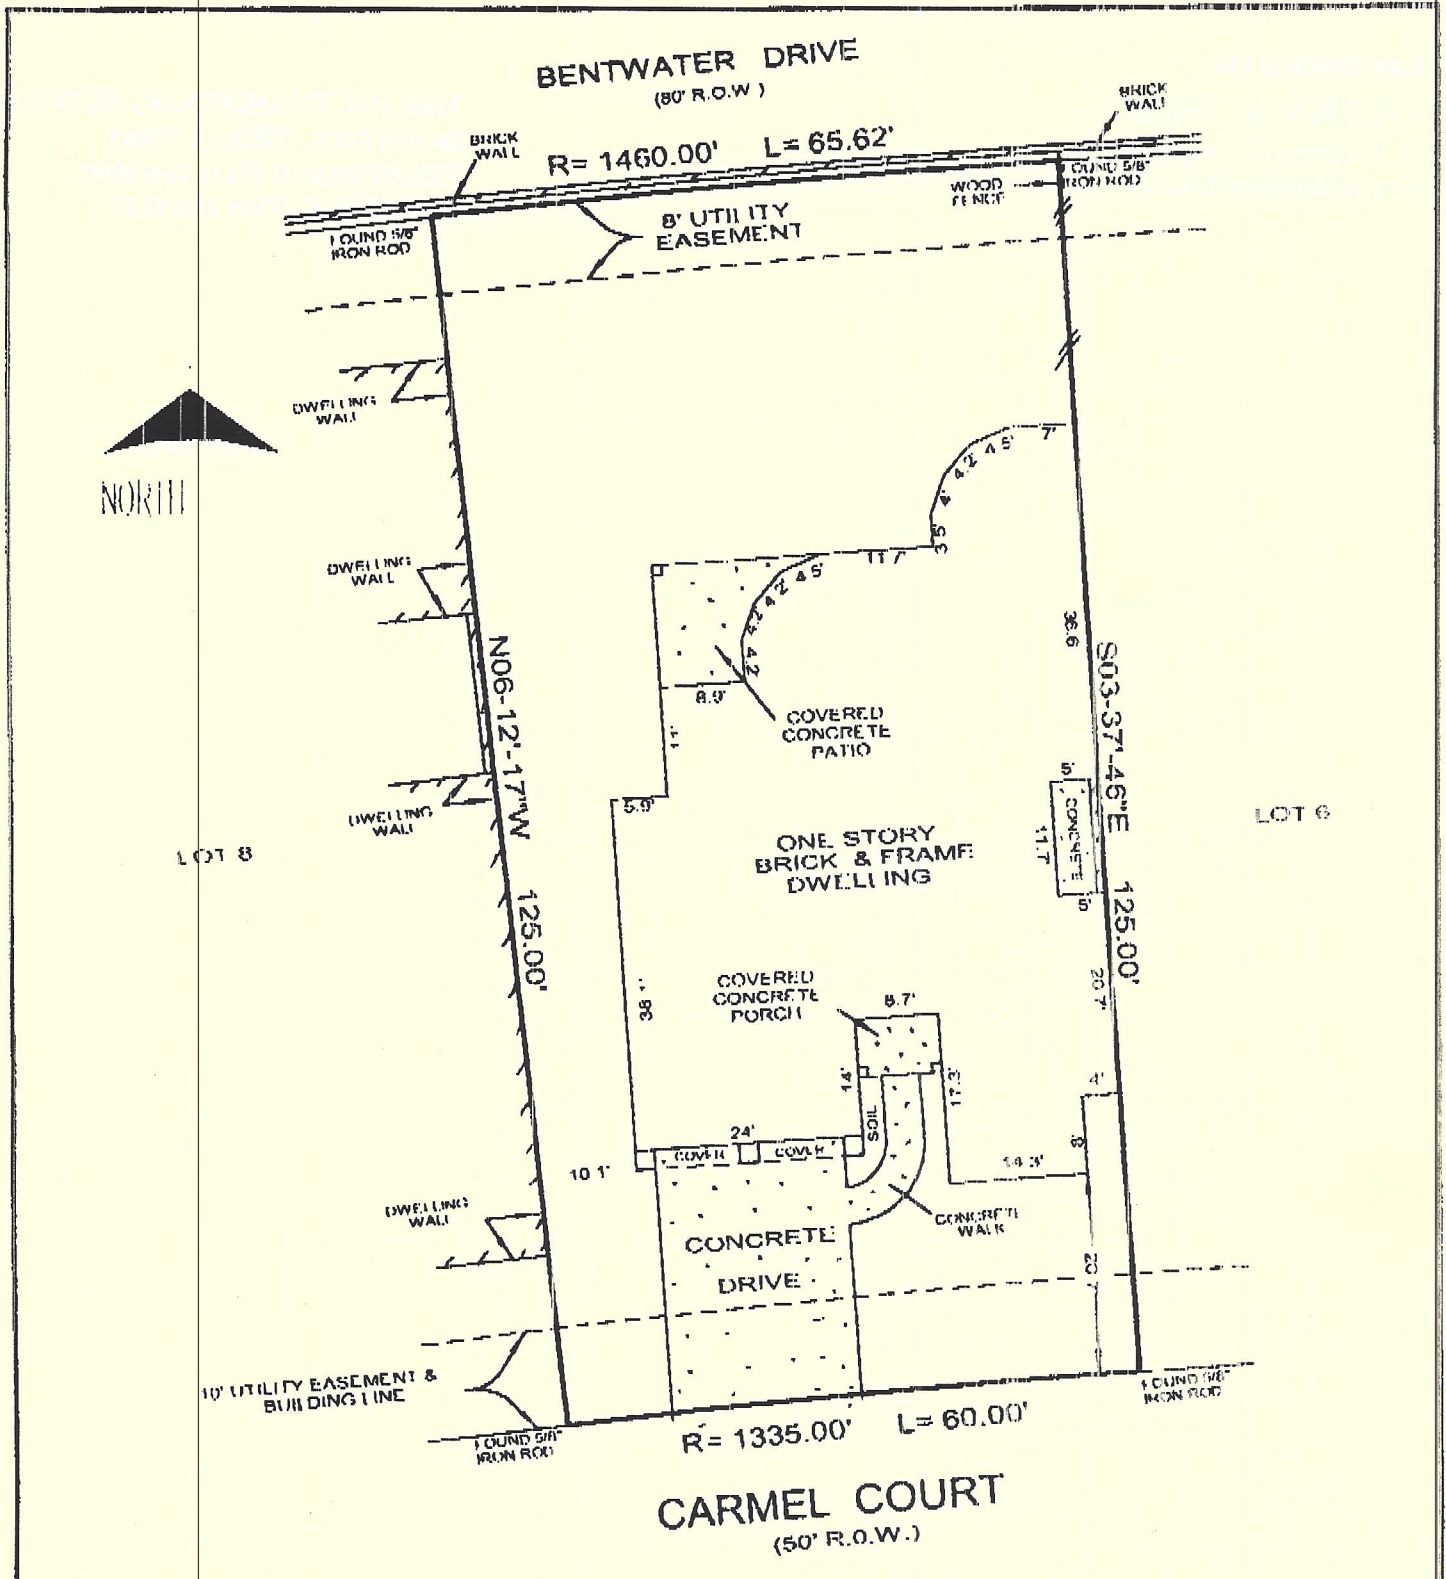 BENTWATER DRIVE
(80' R.O.W.)
BRICK
WALL
BRICK
WALL
R= 1460.00' L= 65.62'
FOUND 5/8"
IRON ROD
WOOD
FENCE
FOUND 5/8"
IRON ROD
8' UTILITY
EASEMENT
DWELLING
WALL
NORTH
7'
4.5'
4.2'
4'
3.5'
11.7'
DWELLING
WALL
4.5'
4.2'
4.2'
4.2'
8.9'
11'
COVERED
CONCRETE
PATIO
36.6
N06-12'-17"W 125.00'
S03-37'-46"E 125.00'
5.9'
5'
CONCRETE
11.7'
5'
DWELLING
WALL
LOT 8
LOT 6
ONE STORY
BRICK & FRAME
DWELLING
38.1'
COVERED
CONCRETE
PORCH
8.7'
20.7'
14'
17.3'
SOIL
4'
8'
24'
COVER COVER
10.1'
14.3'
DWELLING
WALL
CONCRETE
WALK
CONCRETE
DRIVE
20'
10' UTILITY EASEMENT &
BUILDING LINE
FOUND 5/8"
IRON ROD
FOUND 5/8"
IRON ROD
R= 1335.00' L= 60.00'
CARMEL COURT
(50' R.O.W.)